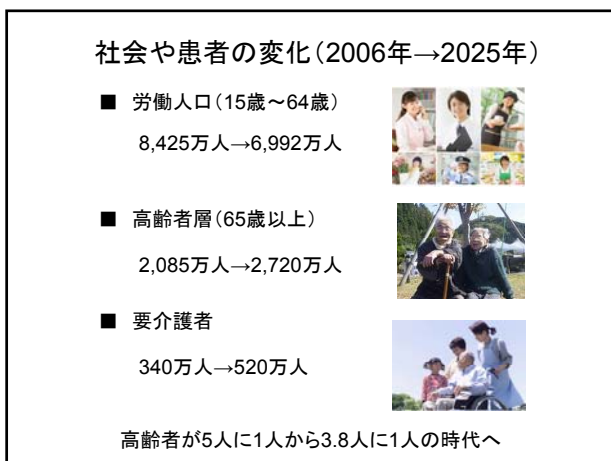 社会や患者の変化(2006年→2025年)
■ 労働人口(15歳～64歳)
8,425万人→6,992万人
■ 高齢者層(65歳以上)
2,085万人→2,720万人
■ 要介護者
340万人→520万人
高齢者が5人に1人から3.8人に1人の時代へ